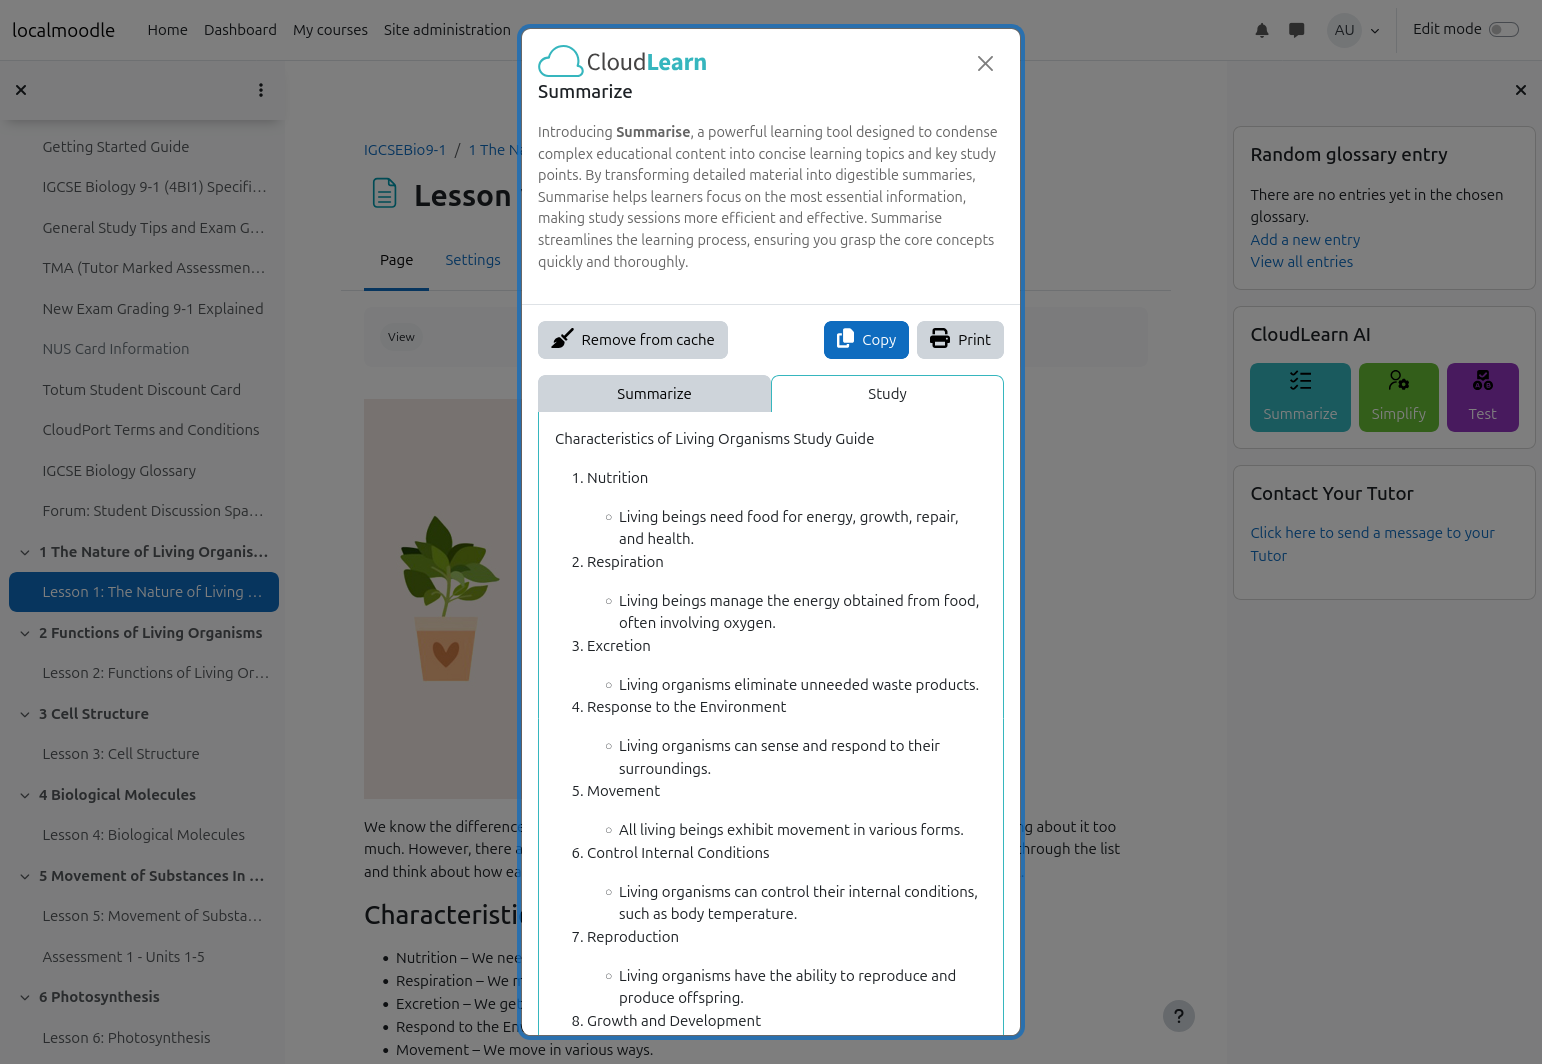 localmoodle
Home
Dashboard
My courses
Site administration
AU
Edit mode
Getting Started Guide
IGCSE Biology 9-1 (4BI1) Specifi...
General Study Tips and Exam G...
TMA (Tutor Marked Assessmen...
New Exam Grading 9-1 Explained
NUS Card Information
Totum Student Discount Card
CloudPort Terms and Conditions
IGCSE Biology Glossary
Forum: Student Discussion Spa...
1 The Nature of Living Organis...
Lesson 1: The Nature of Living ...
2 Functions of Living Organisms
Lesson 2: Functions of Living Or...
3 Cell Structure
Lesson 3: Cell Structure
4 Biological Molecules
Lesson 4: Biological Molecules
5 Movement of Substances In ...
Lesson 5: Movement of Substa...
Assessment 1 - Units 1-5
6 Photosynthesis
Lesson 6: Photosynthesis
IGCSEBio9-1 / 1 The
Lesson
Page
Settings
View
We know the difference
g about it too
much. However, there
through the list
and think about how
Characteristi
Nutrition – We
Respiration – We
Excretion – We
Respond to the
Movement – We move in various ways.
CloudLearn
Summarize
Introducing Summarise, a powerful learning tool designed to condense
complex educational content into concise learning topics and key study
points. By transforming detailed material into digestible summaries,
Summarise helps learners focus on the most essential information,
making study sessions more efficient and effective. Summarise
streamlines the learning process, ensuring you grasp the core concepts
quickly and thoroughly.
Remove from cache
Copy
Print
Summarize
Study
Characteristics of Living Organisms Study Guide
1. Nutrition
Living beings need food for energy, growth, repair,
and health.
2. Respiration
Living beings manage the energy obtained from food,
often involving oxygen.
3. Excretion
Living organisms eliminate unneeded waste products.
4. Response to the Environment
Living organisms can sense and respond to their
surroundings.
5. Movement
All living beings exhibit movement in various forms.
6. Control Internal Conditions
Living organisms can control their internal conditions,
such as body temperature.
7. Reproduction
Living organisms have the ability to reproduce and
produce offspring.
8. Growth and Development
Random glossary entry
There are no entries yet in the chosen
glossary.
Add a new entry
View all entries
CloudLearn AI
Summarize
Simplify
Test
Contact Your Tutor
Click here to send a message to your
Tutor
?